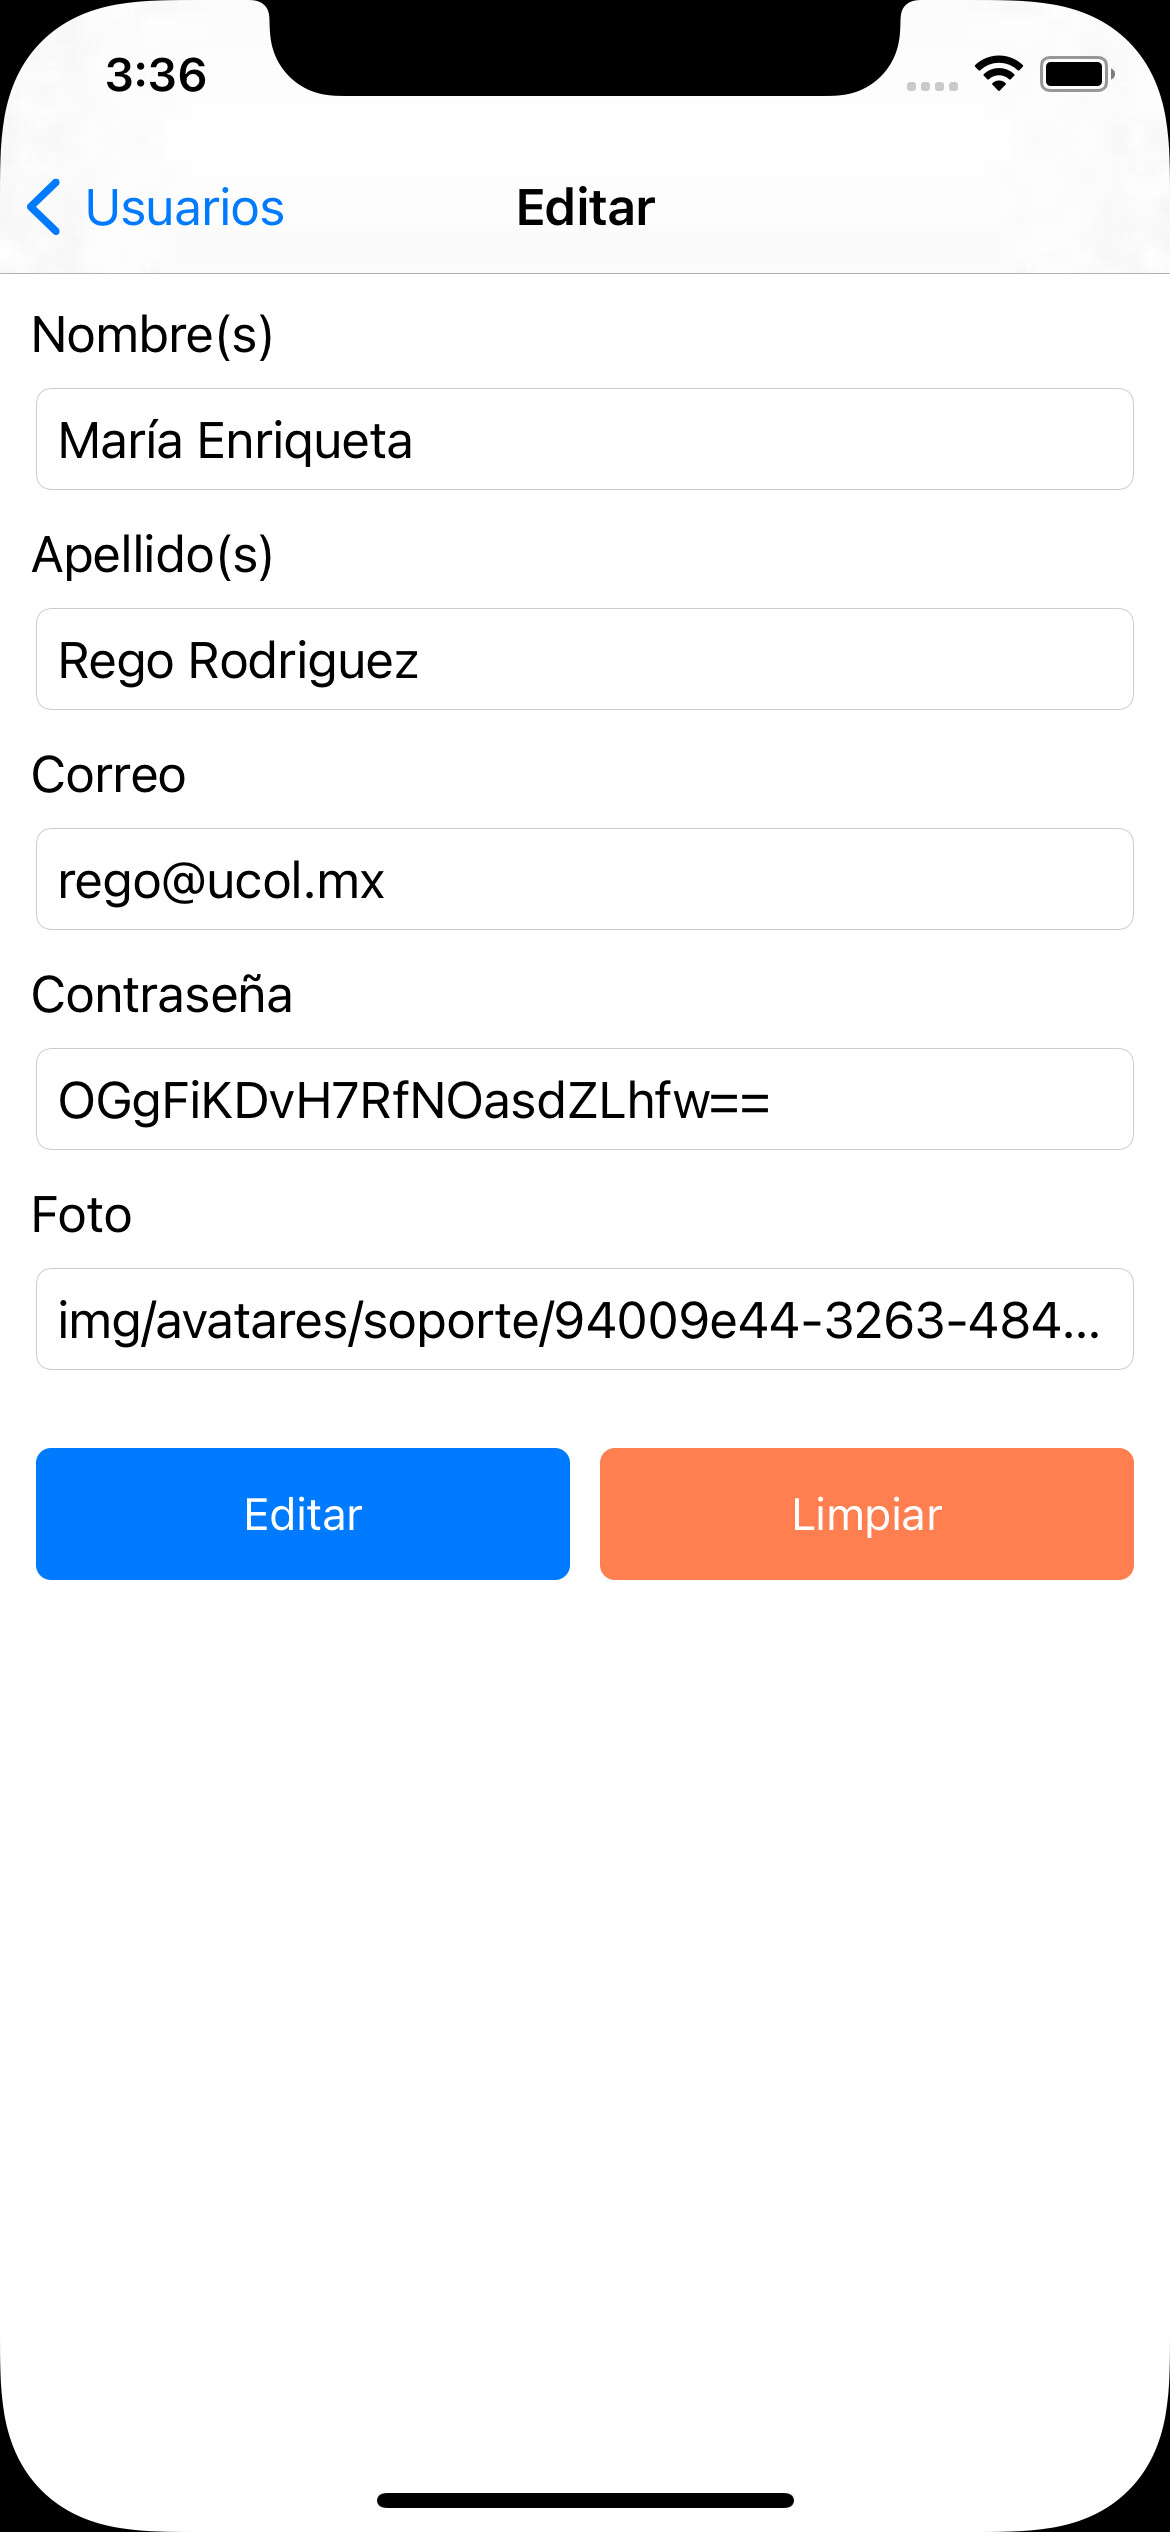 3:36
Usuarios
Editar
Nombre(s)
María Enriqueta
Apellido(s)
Rego Rodriguez
Correo
rego@ucol.mx
Contraseña
OGgFiKDvH7RfNOasdZLhfw==
Foto
img/avatares/soporte/94009e44-3263-484...
Editar
Limpiar